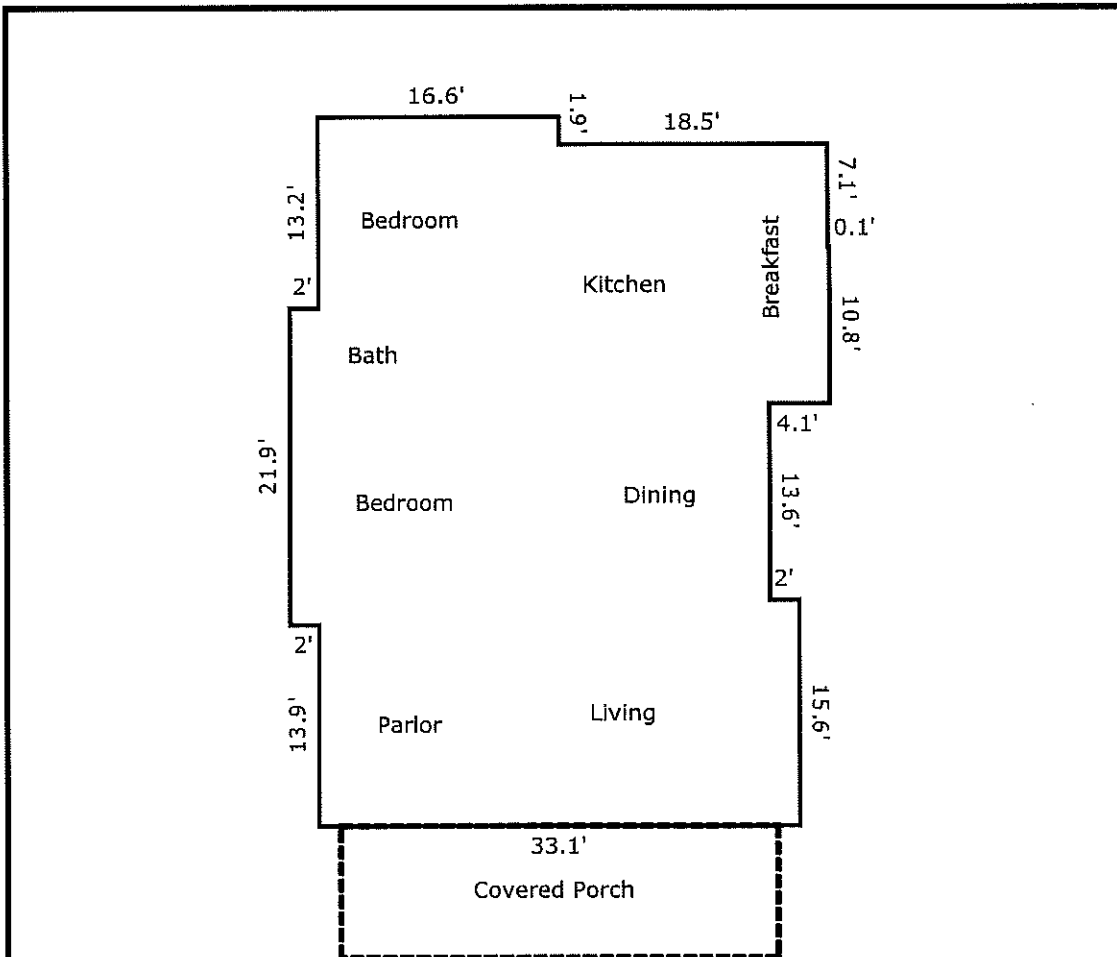 16.6'
1.9'
18.5'
7.1'
13.2'
Bedroom
Breakfast
0.1'
Kitchen
2'
10.8'
Bath
4.1'
21.9'
Bedroom
Dining
13.6'
2'
2'
13.9'
Parlor
Living
15.6'
33.1'
Covered Porch